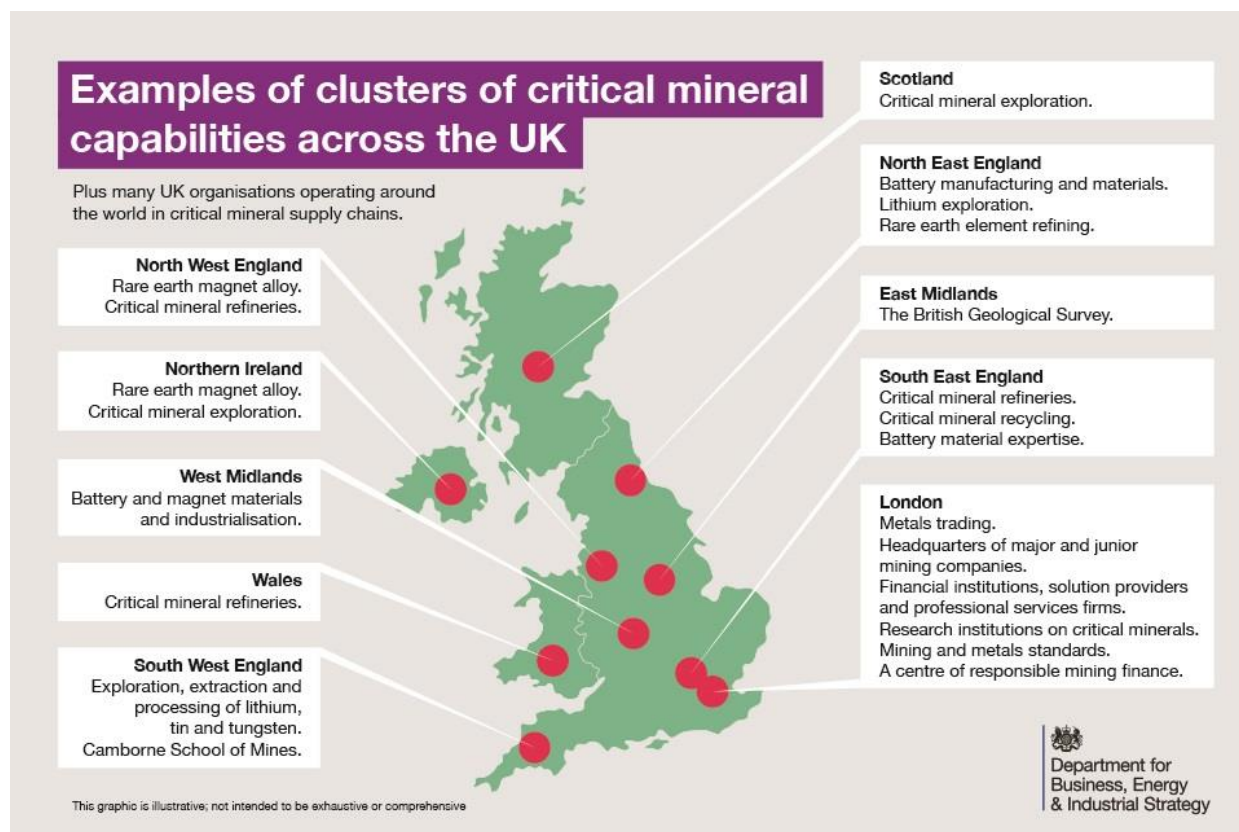 Examples of clusters of critical mineral
capabilities across the UK
Plus many UK organisations operating around
the world in critical mineral supply chains.
North West England
Rare earth magnet alloy.
Critical mineral refineries.
Northern Ireland
Rare earth magnet alloy.
Critical mineral exploration.
West Midlands
Battery and magnet materials
and industrialisation.
Wales
Critical mineral refineries.
South West England
Exploration, extraction and
processing of lithium,
tin and tungsten.
Camborne School of Mines.
Scotland
Critical mineral exploration.
North East England
Battery manufacturing and materials.
Lithium exploration.
Rare earth element refining.
East Midlands
The British Geological Survey.
South East England
Critical mineral refineries.
Critical mineral recycling.
Battery material expertise.
London
Metals trading.
Headquarters of major and junior
mining companies.
Financial institutions, solution providers
and professional services firms.
Research institutions on critical minerals.
Mining and metals standards.
A centre of responsible mining finance.
This graphic is illustrative; not intended to be exhaustive or comprehensive
Department for
Business, Energy
& Industrial Strategy